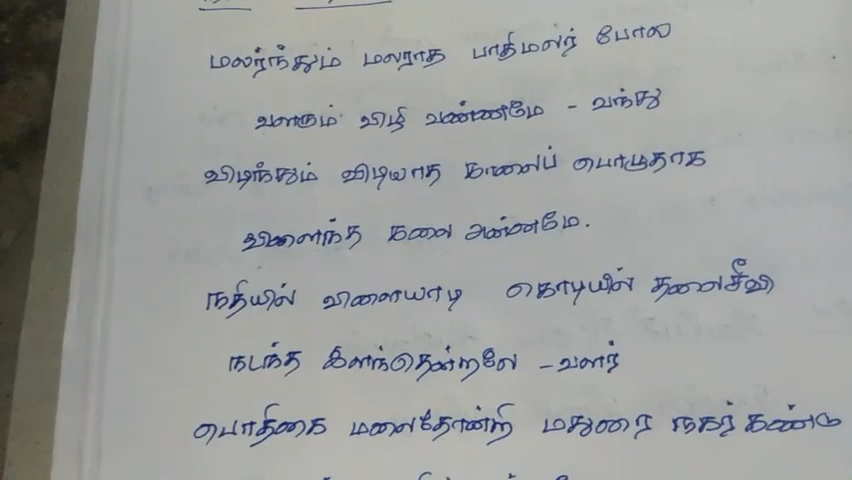 மலர்ந்தும் மலராத பாதிமலர் போல
வளரும் விழி வண்ணமே - வந்து
விடிந்தும் விடியாத காலைப் பொழுதாக
விளைந்த கலை அன்னமே.
நதியில் விளையாடி கொடியில் தலைசீவி
நடந்த இளந்தென்றலே - வளர்
பொதிகை மலைதோன்றி மதுரை நகர் கண்டு